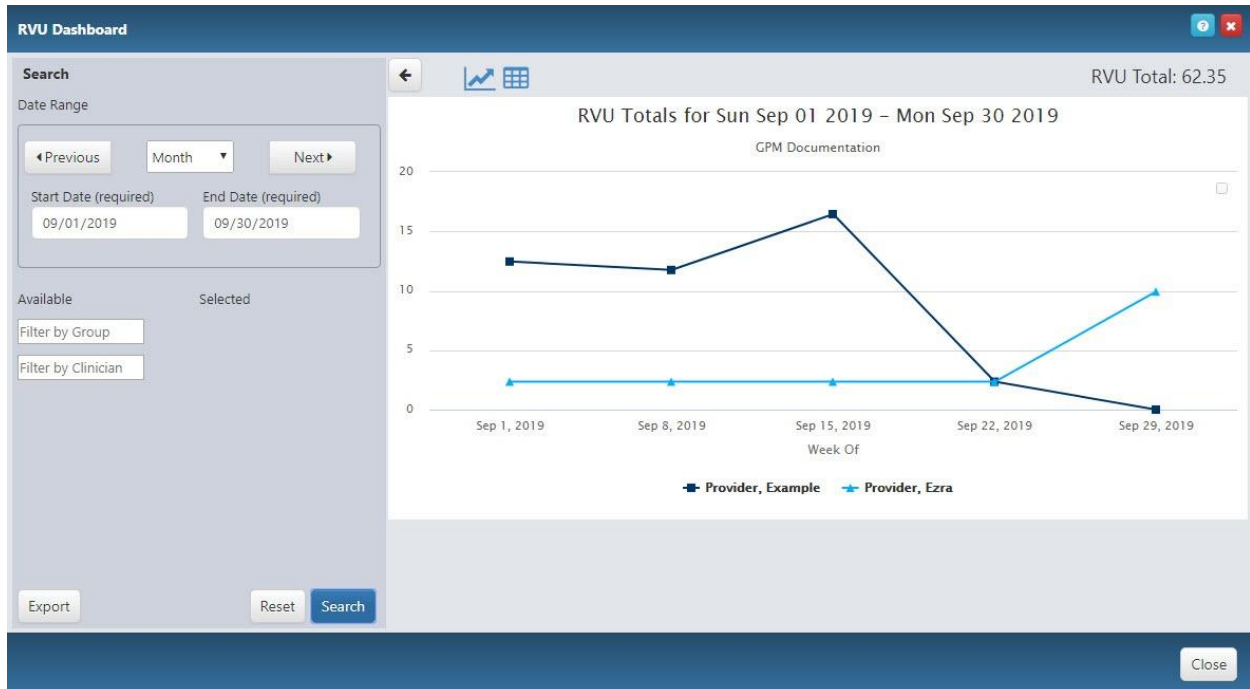 RVU Dashboard
Search
Date Range
Previous
Month
Next
Start Date (required)
End Date (required)
09/01/2019
09/30/2019
Available
Selected
Filter by Group
Filter by Clinician
Export
Reset
Search
RVU Total: 62.35
RVU Totals for Sun Sep 01 2019 – Mon Sep 30 2019
GPM Documentation
20
15
10
5
0
Sep 1, 2019
Sep 8, 2019
Sep 15, 2019
Sep 22, 2019
Sep 29, 2019
Week Of
Provider, Example
Provider, Ezra
Close